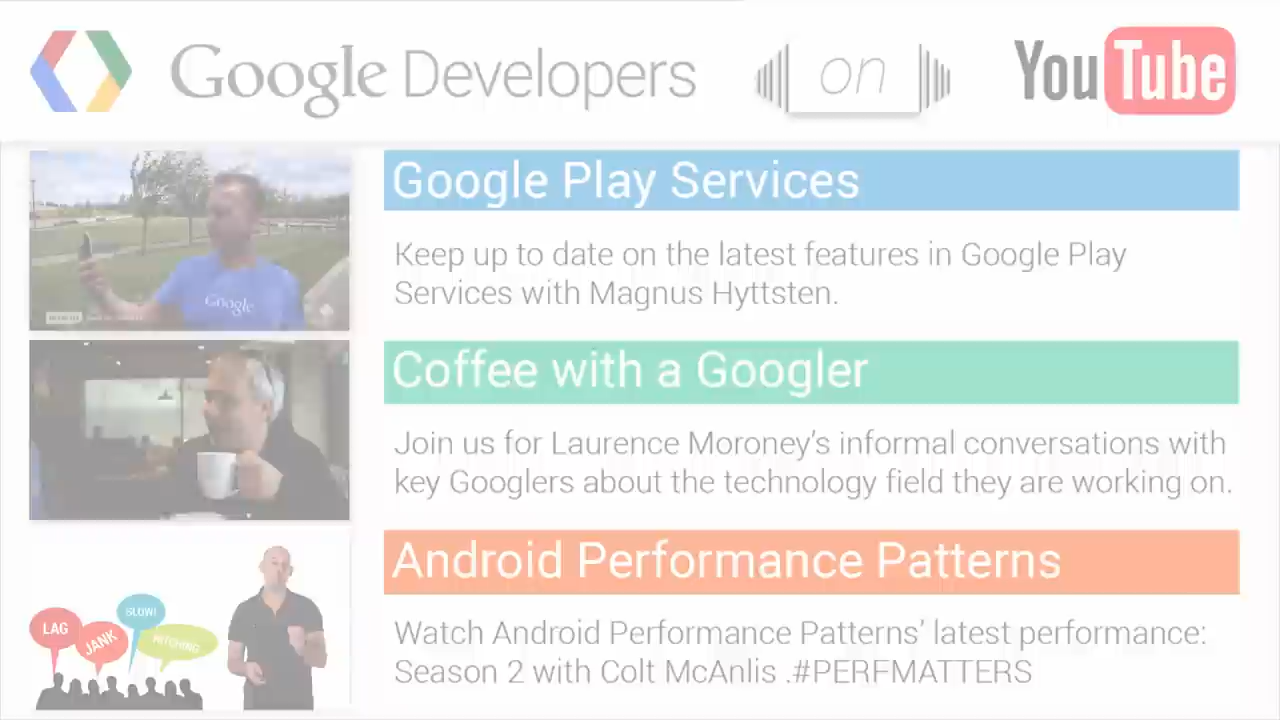 Google Developers on YouTube
Google Play Services
Keep up to date on the latest features in Google Play
Services with Magnus Hyttsten.
Google
Coffee with a Googler
Join us for Laurence Moroney's informal conversations with
key Googlers about the technology field they are working on.
Android Performance Patterns
Watch Android Performance Patterns' latest performance:
Season 2 with Colt McAnlis .#PERFMATTERS
LAG
JANK
SLOW!
HITCHING